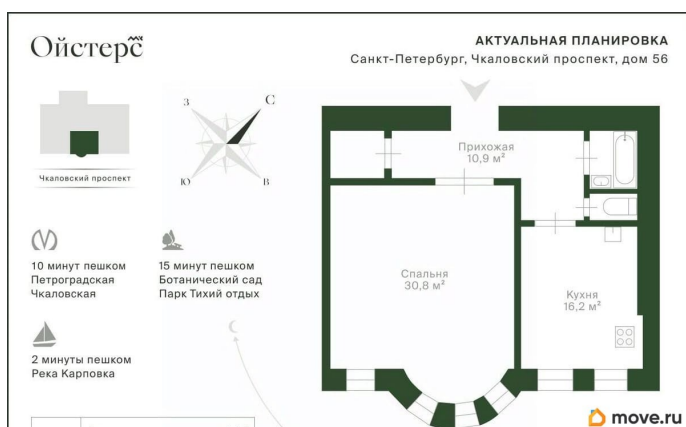 Ойстерс
АКТУАЛЬНАЯ ПЛАНИРОВКА
Санкт-Петербург, Чкаловский проспект, дом 56
Чкаловский проспект
З
С
Ю
В
10 минут пешком
Петроградская
Чкаловская
15 минут пешком
Ботанический сад
Парк Тихий отдых
2 минуты пешком
Река Карповка
Прихожая
10,9 м²
Спальня
30,8 м²
Кухня
16,2 м²
С
move.ru